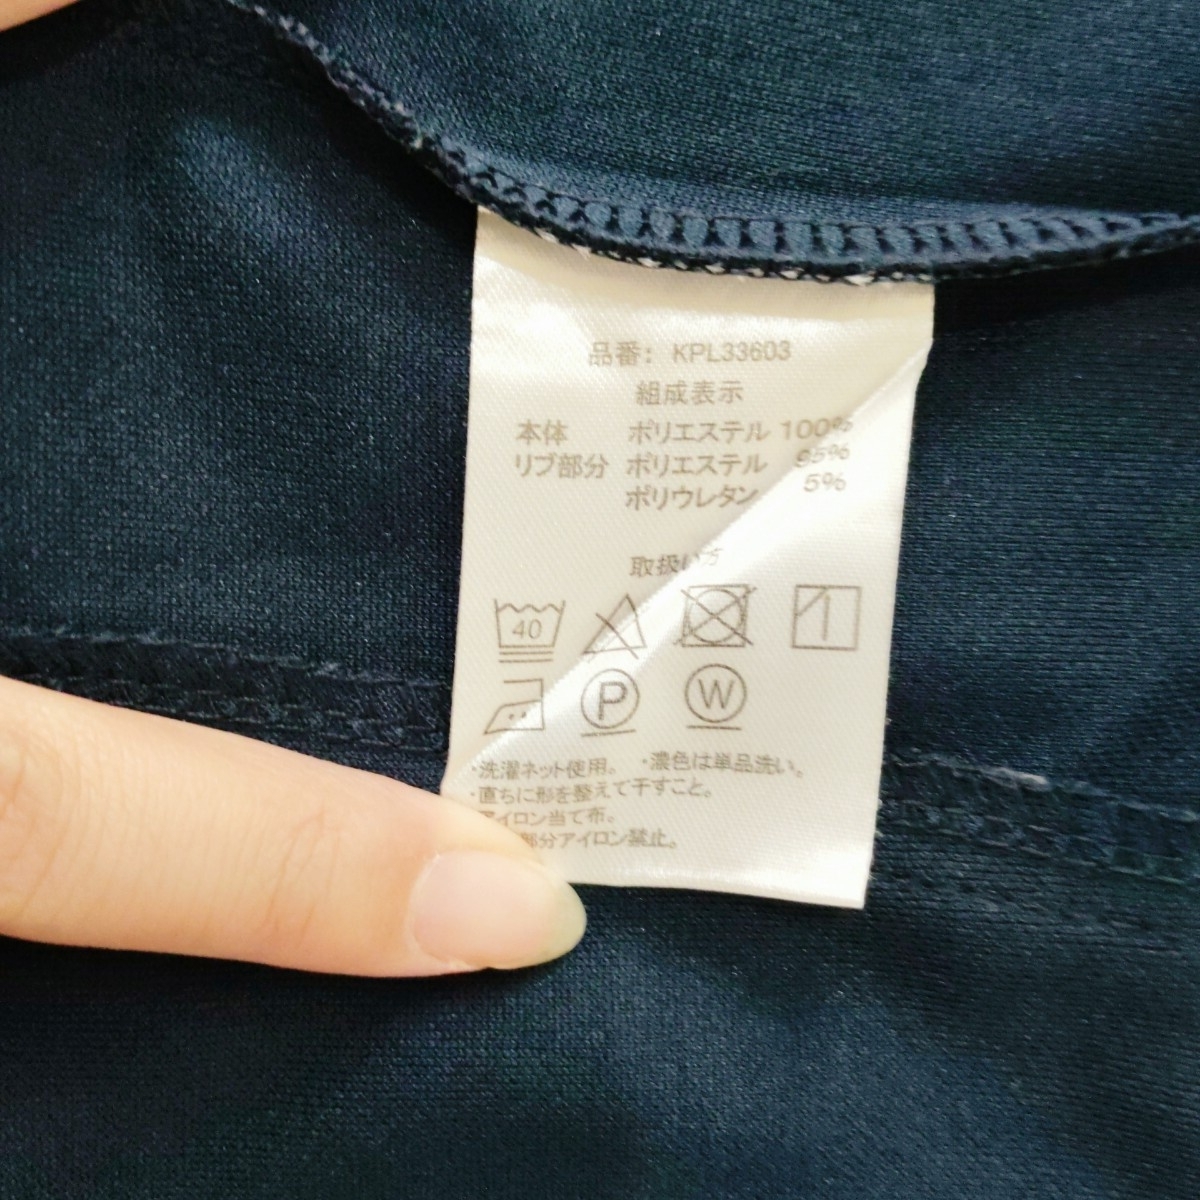 品番: KPL33603
組成表示
本体 ポリエステル 100%
リブ部分 ポリエステル 95%
ポリウレタン 5%
取扱い方
40
P W
・洗濯ネット使用。 ・濃色は単品洗い。
・直ちに形を整えて干すこと。
アイロン当て布。
部分アイロン禁止。